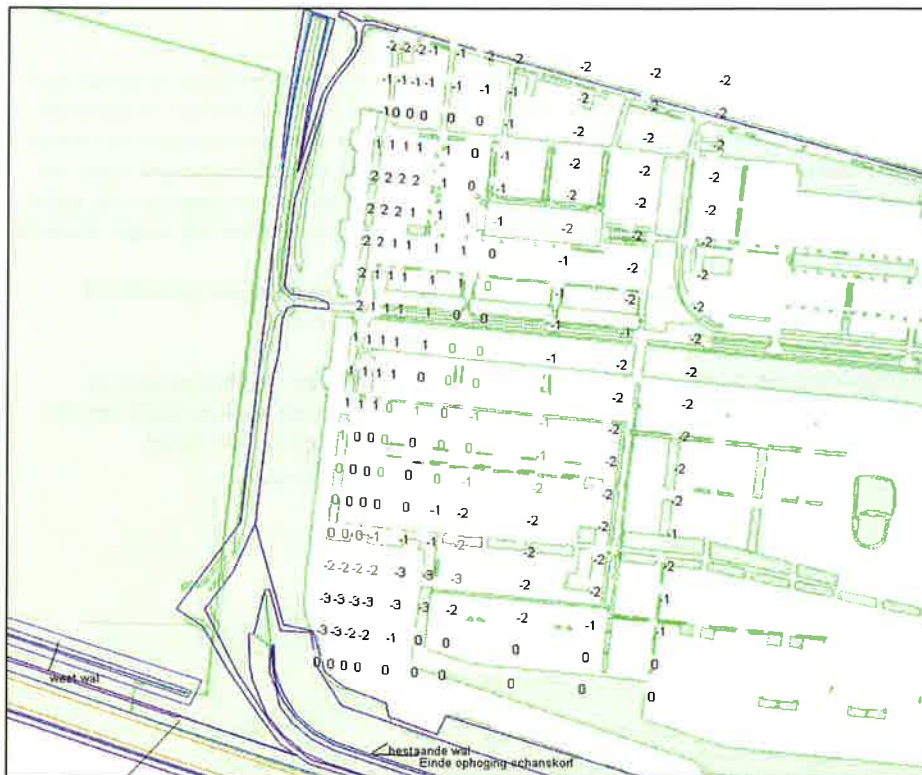 -2 -2 -2 -1 -1 -2 -2 -2 -2 -2
-1 -1 -1 -1 -1 -1 -1 -2 -2 -2
-1 0 0 0 0 0 -1 -2 -2 -2
1 1 1 1 1 0 -1 -2 -2 -2
2 2 2 2 1 0 -1 -2 -2 -2
2 2 2 1 1 1 -1 -2 -2 -2
2 2 1 1 1 1 0 -1 -2 -2
2 1 1 1 1 1 0 -1 -2 -2
2 1 1 1 1 0 0 -1 -1 -2
1 1 1 1 1 0 0 -1 -2 -2
1 1 1 1 0 0 0 -2 -2
1 1 1 0 1 0 -1 -1 -2 -2
1 0 0 0 0 0 0 -1 -2 -2
0 0 0 0 0 0 -1 -2 -2 -2
0 0 0 0 0 -1 -2 -2 -2 -1
0 0 0 -1 -1 -1 -2 -2 -2 -2
-2 -2 -2 -2 -3 -3 -3 -2 -2 -1
-3 -3 -3 -3 -3 -3 -2 -2 -1 -1
-3 -3 -2 -2 -1 0 0 0 0 0
0 0 0 0 0 0 0 0 0 0
west wal
bestaande wal
Einde ophoging schanskorf